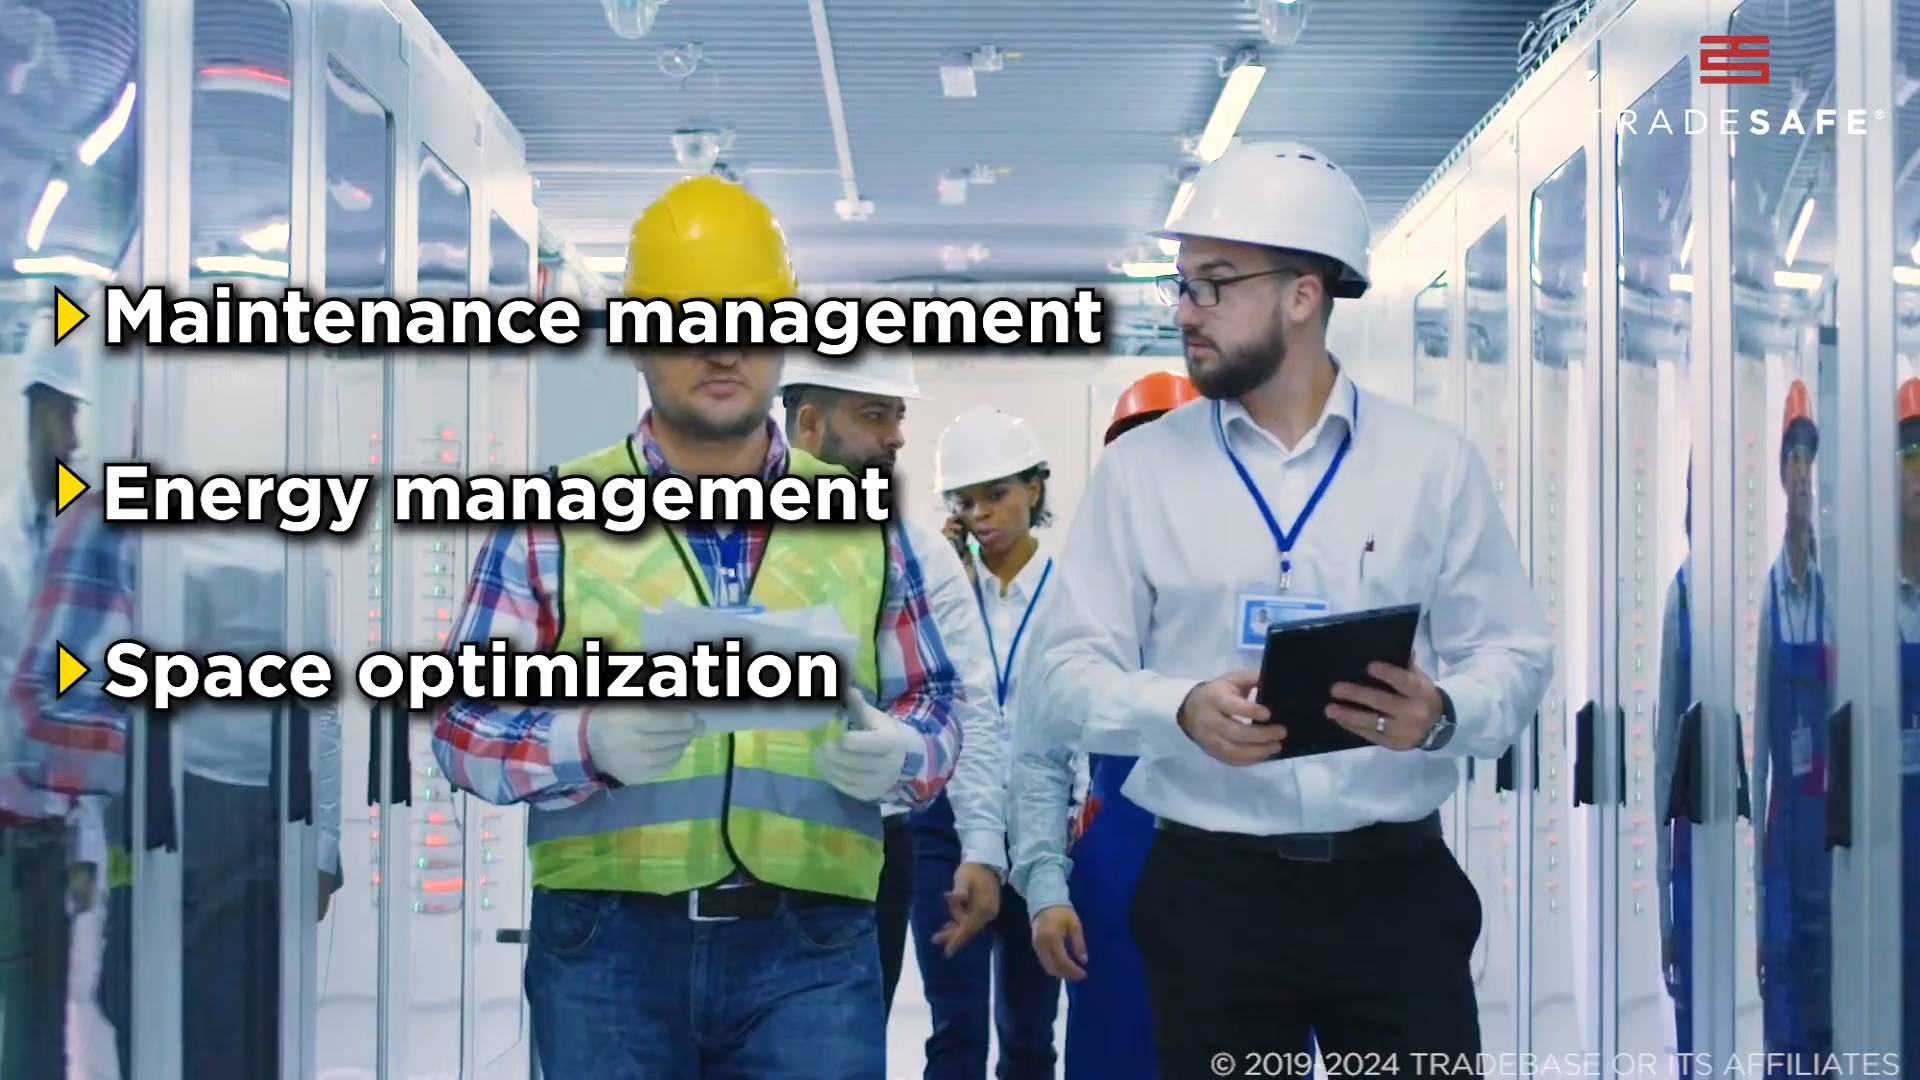 TRADESAFE®
Maintenance management
Energy management
Space optimization
© 2019-2024 TRADEBASE OR ITS AFFILIATES